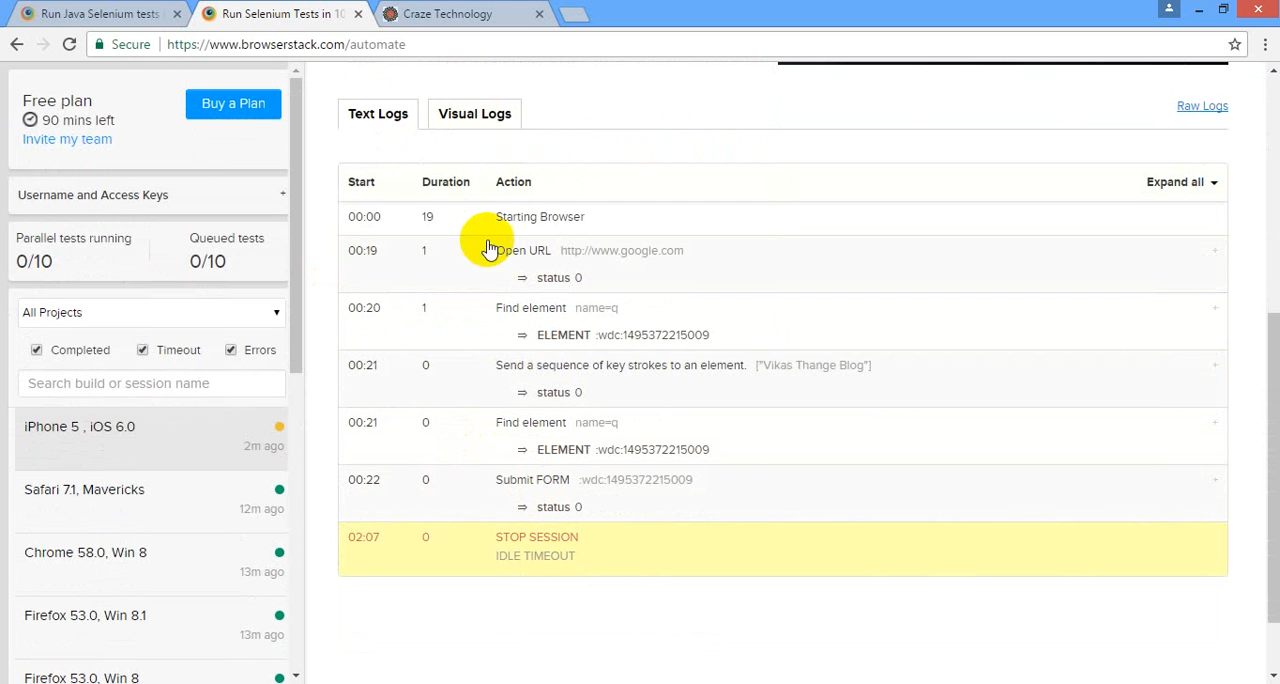 Run Java Selenium tests
Run Selenium Tests in 10
Craze Technology
Secure
https://www.browserstack.com/automate
Free plan
90 mins left
Invite my team
Buy a Plan
Username and Access Keys
+
Parallel tests running
0/10
Queued tests
0/10
All Projects
Completed
Timeout
Errors
Search build or session name
iPhone 5 , iOS 6.0
2m ago
Safari 7.1, Mavericks
12m ago
Chrome 58.0, Win 8
13m ago
Firefox 53.0, Win 8.1
13m ago
Firefox 53.0, Win 8
Text Logs
Visual Logs
Raw Logs
Start Duration Action Expand all
00:00 19 Starting Browser
00:19 1 Open URL http://www.google.com +
⇒ status 0
00:20 1 Find element name=q +
⇒ ELEMENT :wdc:1495372215009
00:21 0 Send a sequence of key strokes to an element. ["Vikas Thange Blog"] +
⇒ status 0
00:21 0 Find element name=q +
⇒ ELEMENT :wdc:1495372215009
00:22 0 Submit FORM :wdc:1495372215009 +
⇒ status 0
02:07 0 STOP SESSION
IDLE TIMEOUT